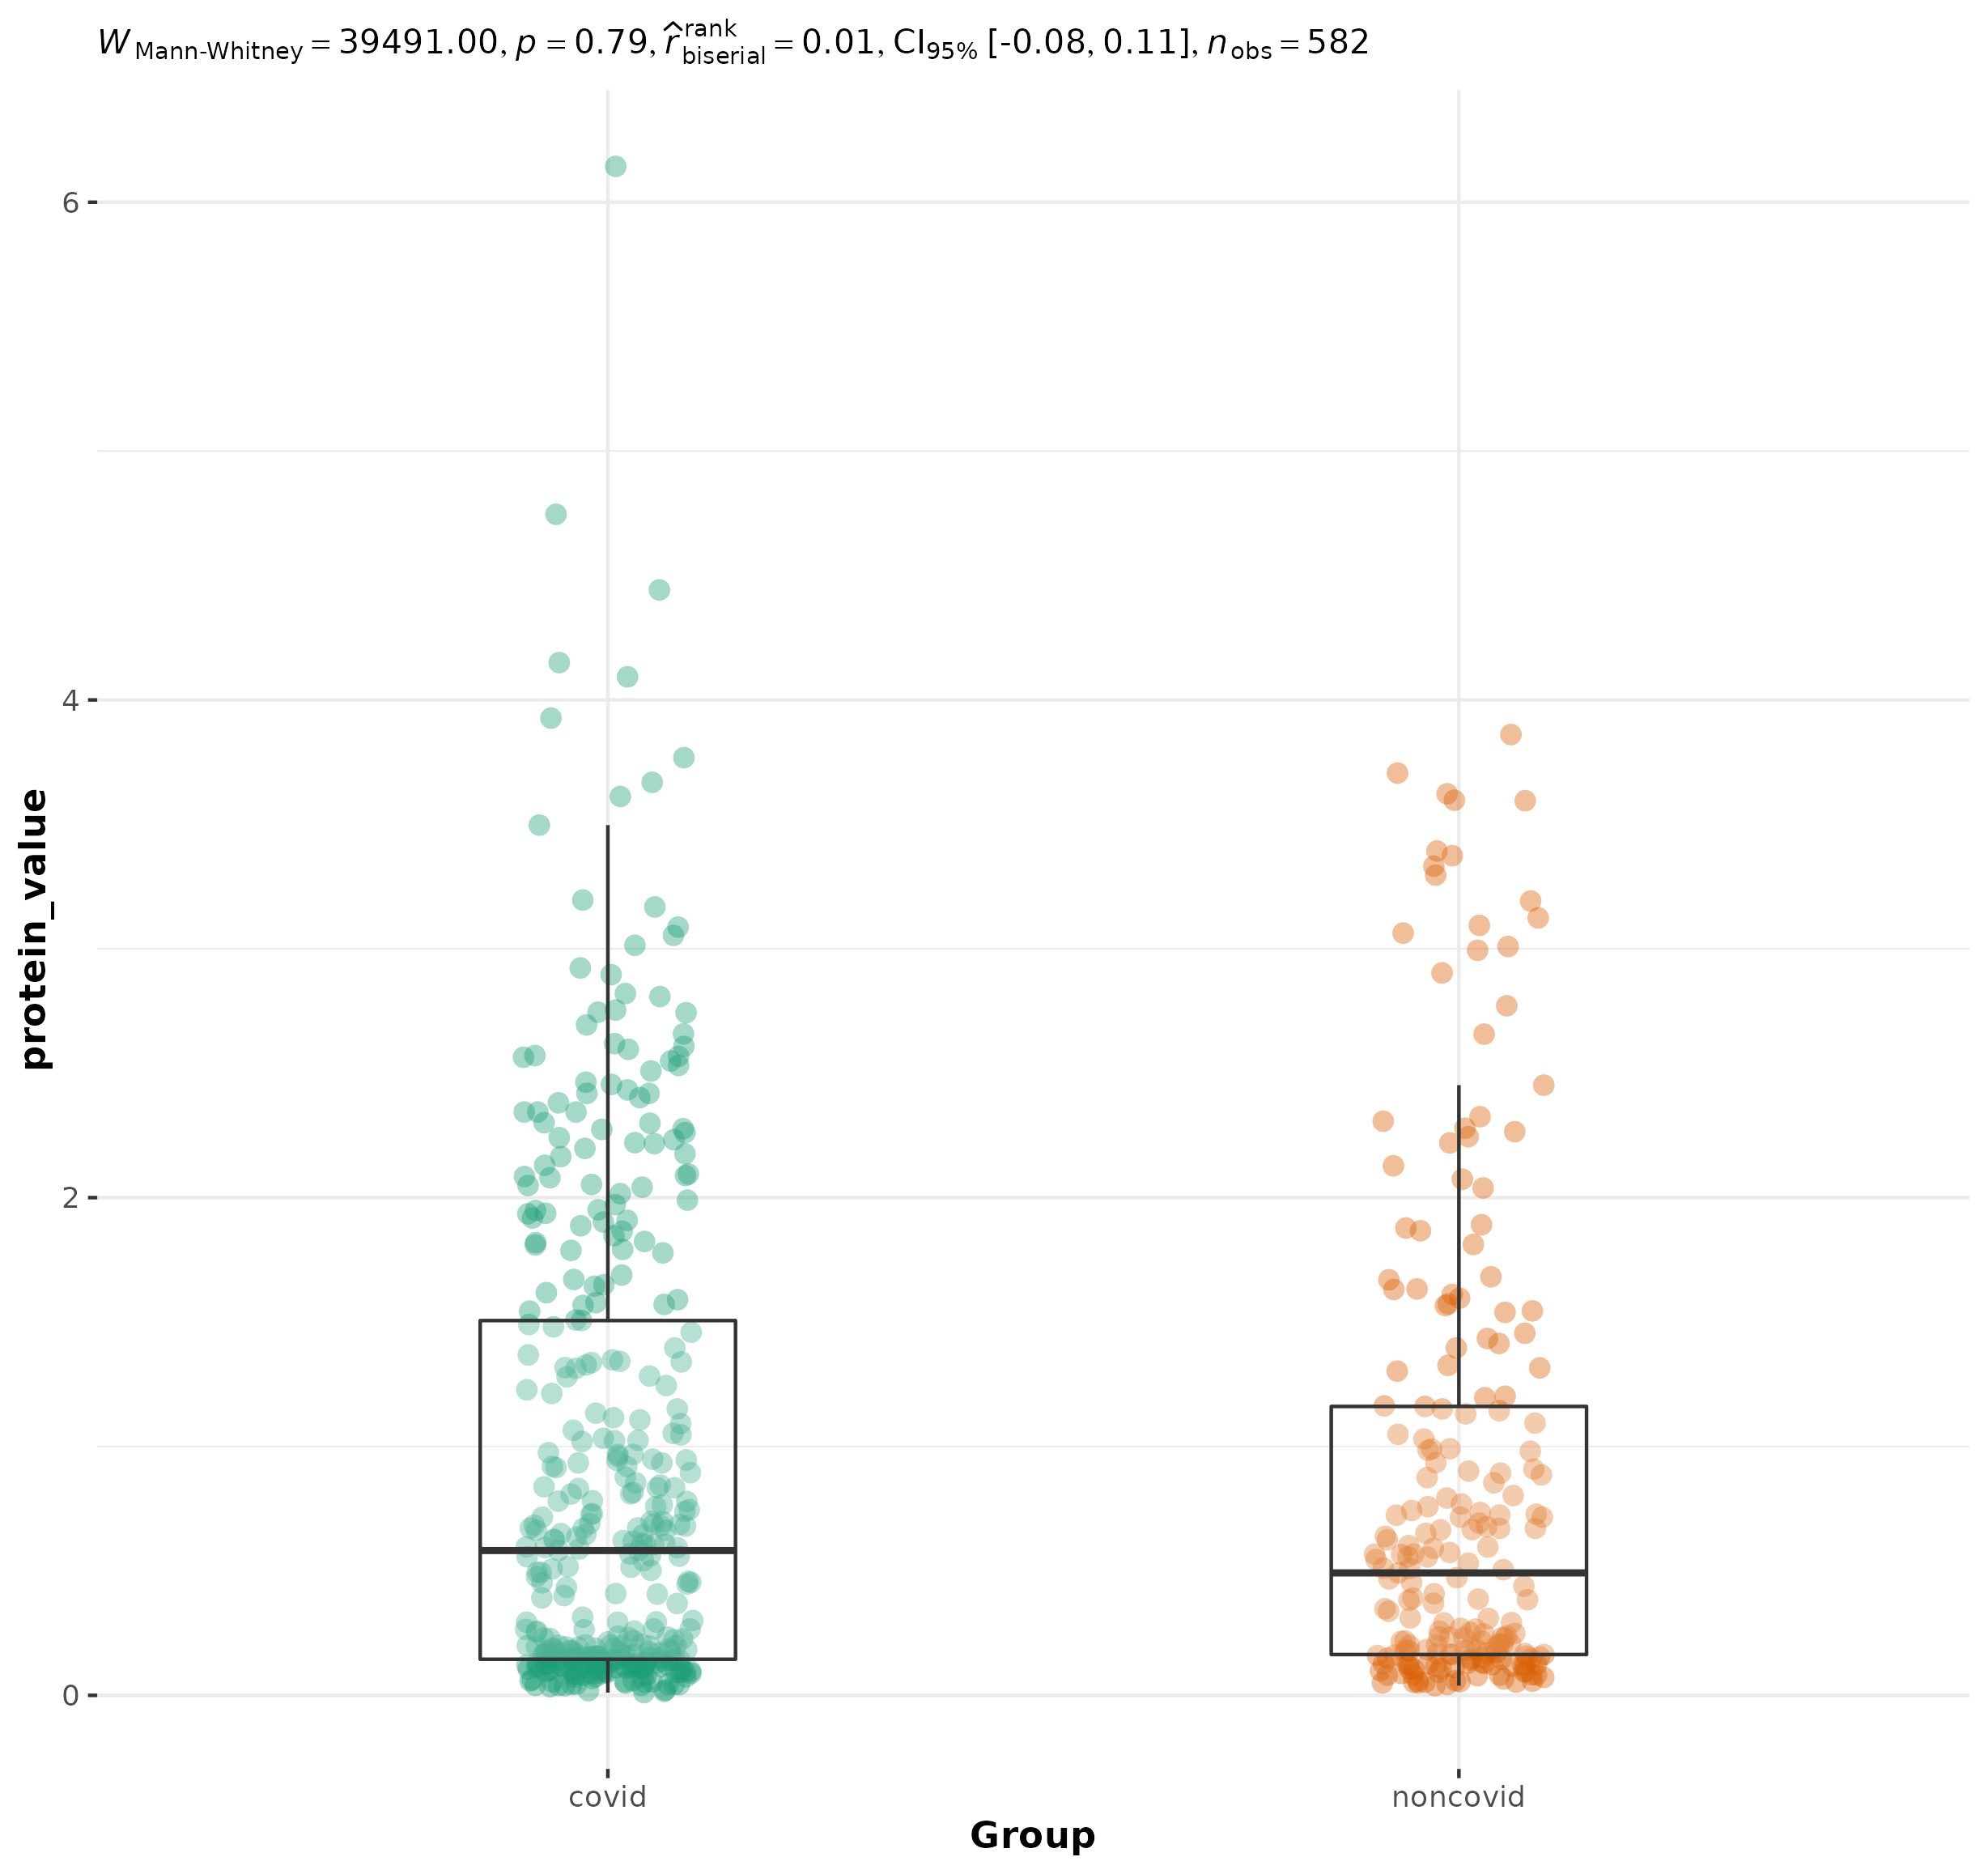 W Mann-Whitney = 39491.00, p = 0.79, r̂ rank biserial = 0.01, CI95% [-0.08, 0.11], n obs = 582
6
4
2
0
protein_value
covid noncovid
Group